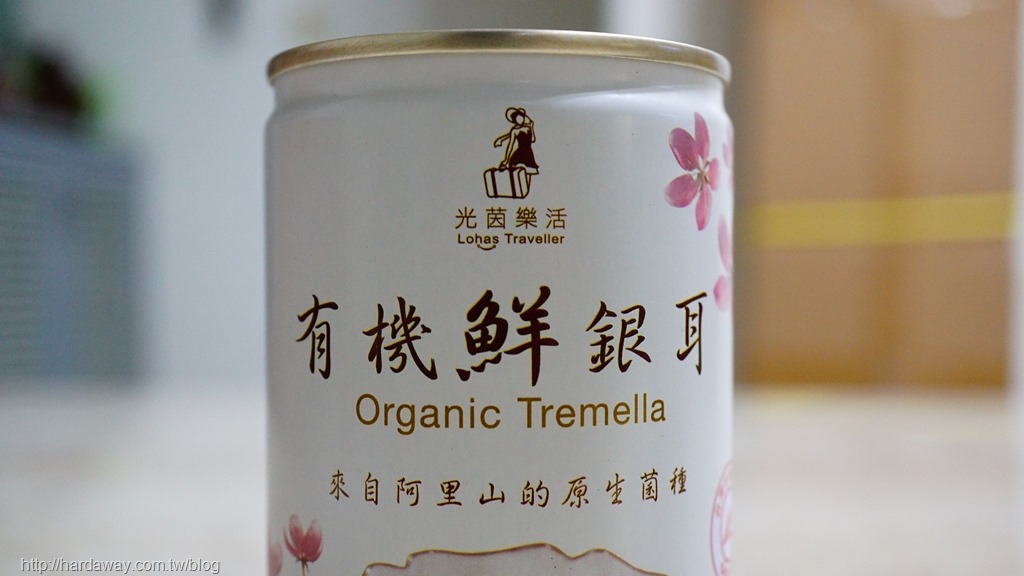 光茵樂活
Lohas Traveller
有機鮮銀耳
Organic Tremella
來自阿里山的原生菌種
http://hardaway.com.tw/blog